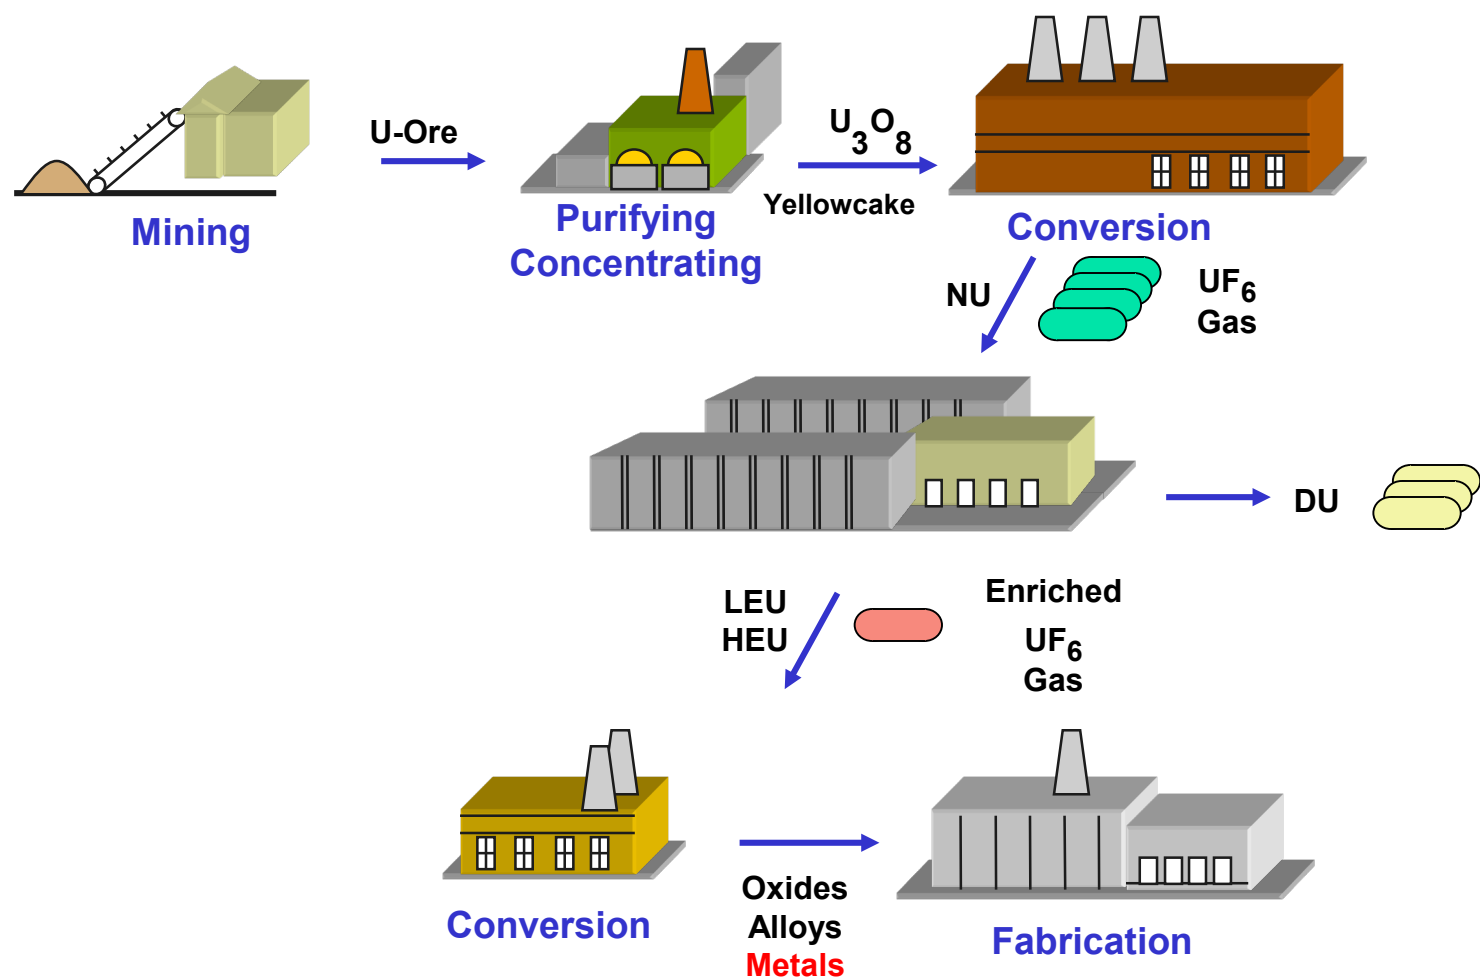 U-Ore
Mining
Purifying
Concentrating
U3O8
Yellowcake
Conversion
NU
UF6
Gas
DU
LEU
HEU
Enriched
UF6
Gas
Conversion
Oxides
Alloys
Metals
Fabrication